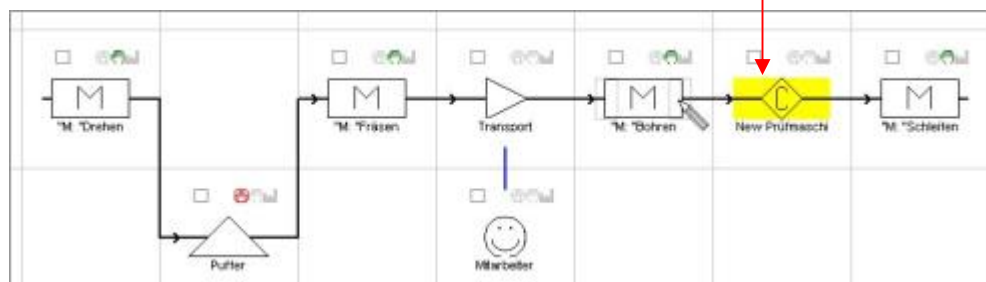 M
"M: "Drehen
M
"M: "Fräsen
Transport
M
"M: "Bohren
C
New Prüfmaschi
M
"M: "Schleifen
Puffer
Mitarbeiter